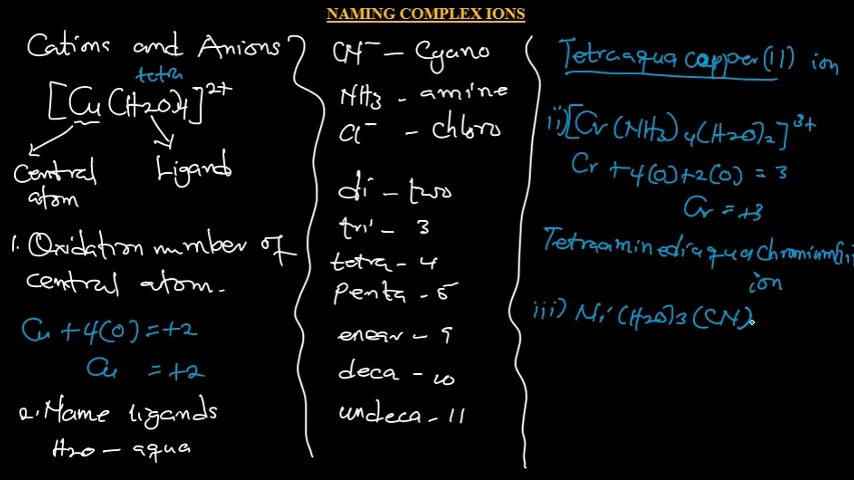 NAMING COMPLEX IONS
Cations and Anions
tetra
[Cu(H2O)4]2+
Central
atom
Ligand
1. Oxidation number of
central atom.
Cu + 4(0) = +2
Cu = +2
2. Name ligands
H2O - aqua
CN- - Cyano
NH3 - amine
Cl- - chloro
di - two
tri - 3
tetra - 4
penta - 5
- 9
deca - 10
undeca - 11
Tetraaqua copper(II) ion
ii) [Cr(NH3)4(H2O)2]3+
Cr + 4(0) + 2(0) = 3
Cr = +3
Tetraaminediaquachromium(
ion
iii) Ni(H2O)3(CN)